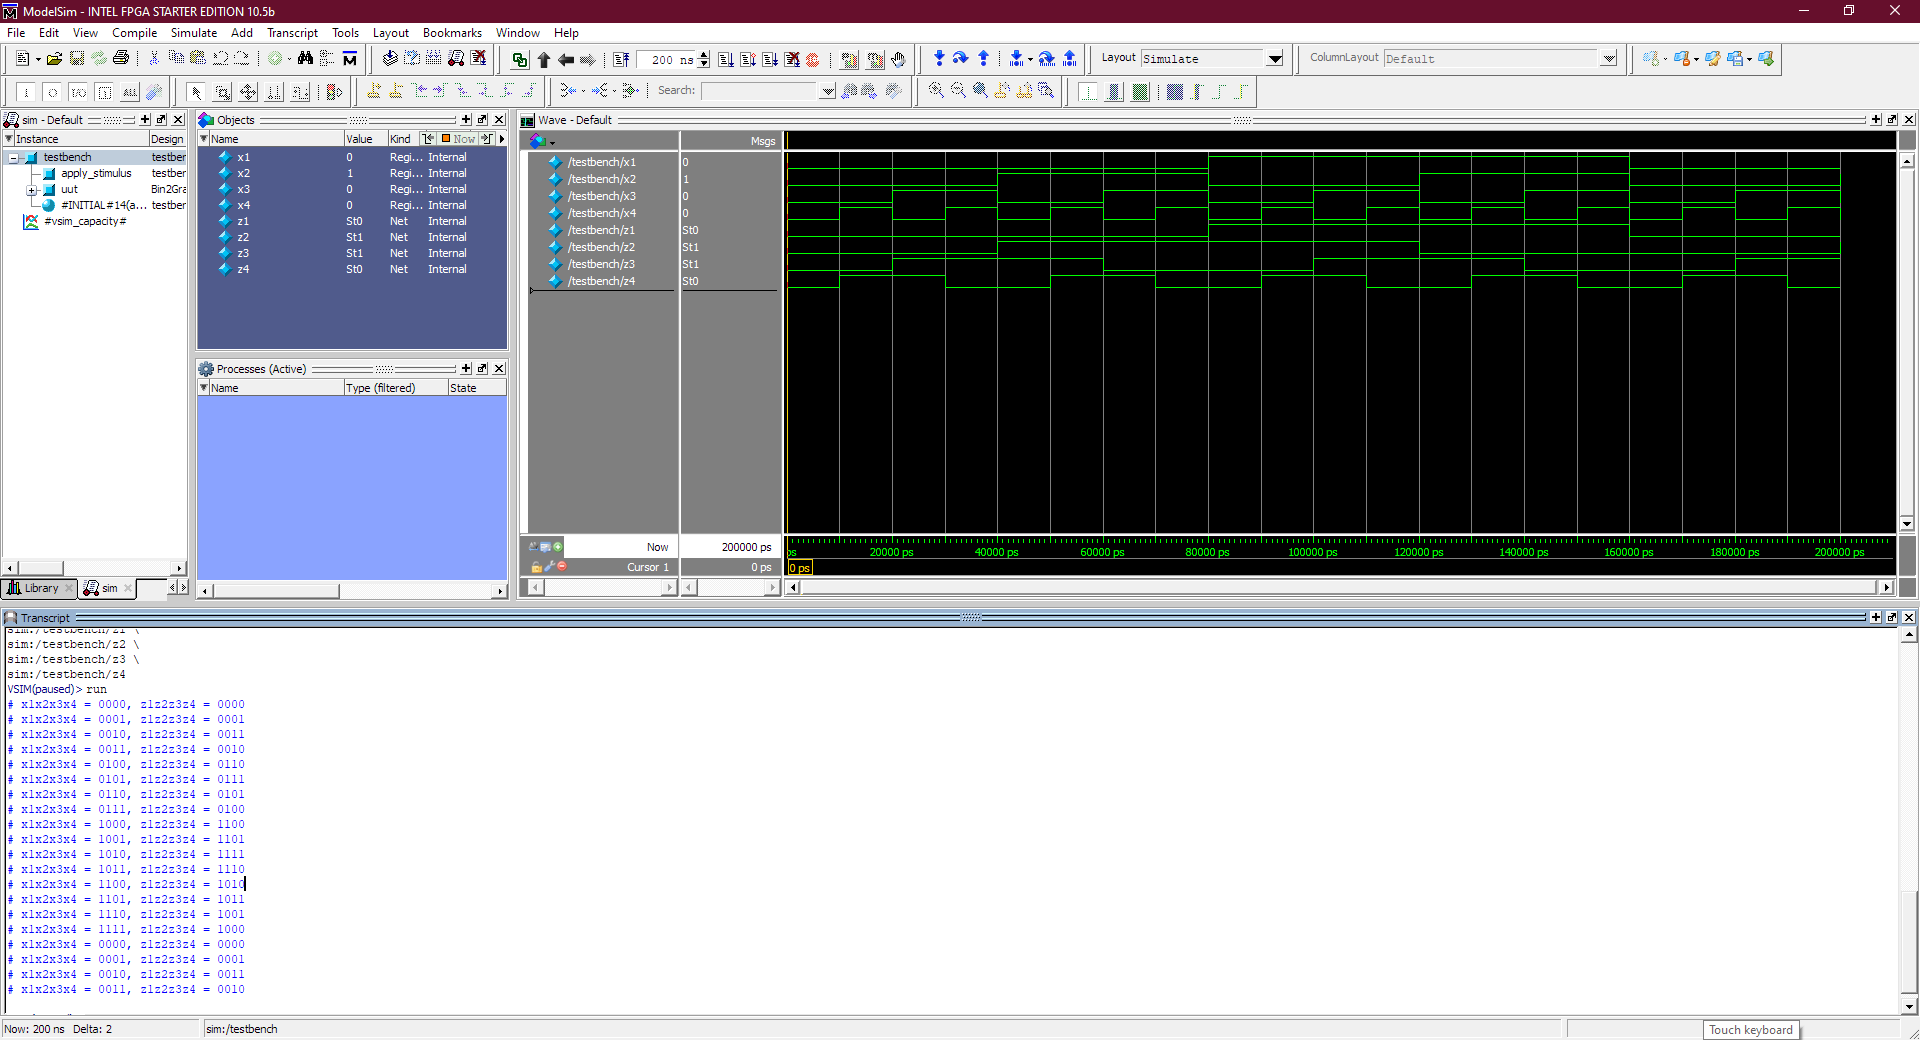 ModelSim - INTEL FPGA STARTER EDITION 10.5b
File Edit View Compile Simulate Add Transcript Tools Layout Bookmarks Window Help
200 ns
Layout Simulate
ColumnLayout Default
ALL
Search:
sim - Default
Instance Design
testbench testber
apply_stimulus testber
uut Bin2Gra
#INITIAL#14(a... testber
#vsim_capacity#
Library
sim
Objects
Name Value Kind Now
x1 0 Regi... Internal
x2 1 Regi... Internal
x3 0 Regi... Internal
x4 0 Regi... Internal
z1 St0 Net Internal
z2 St1 Net Internal
z3 St1 Net Internal
z4 St0 Net Internal
Processes (Active)
Name Type (filtered) State
Wave - Default
Msgs
/testbench/x1 0
/testbench/x2 1
/testbench/x3 0
/testbench/x4 0
/testbench/z1 St0
/testbench/z2 St1
/testbench/z3 St1
/testbench/z4 St0
Now 200000 ps
ps 20000 ps 40000 ps 60000 ps 80000 ps 100000 ps 120000 ps 140000 ps 160000 ps 180000 ps 200000 ps
Cursor 1 0 ps
0 ps
Transcript
sim:/testbench/z1 \
sim:/testbench/z2 \
sim:/testbench/z3 \
sim:/testbench/z4
VSIM(paused)> run
# x1x2x3x4 = 0000, z1z2z3z4 = 0000
# x1x2x3x4 = 0001, z1z2z3z4 = 0001
# x1x2x3x4 = 0010, z1z2z3z4 = 0011
# x1x2x3x4 = 0011, z1z2z3z4 = 0010
# x1x2x3x4 = 0100, z1z2z3z4 = 0110
# x1x2x3x4 = 0101, z1z2z3z4 = 0111
# x1x2x3x4 = 0110, z1z2z3z4 = 0101
# x1x2x3x4 = 0111, z1z2z3z4 = 0100
# x1x2x3x4 = 1000, z1z2z3z4 = 1100
# x1x2x3x4 = 1001, z1z2z3z4 = 1101
# x1x2x3x4 = 1010, z1z2z3z4 = 1111
# x1x2x3x4 = 1011, z1z2z3z4 = 1110
# x1x2x3x4 = 1100, z1z2z3z4 = 1010
# x1x2x3x4 = 1101, z1z2z3z4 = 1011
# x1x2x3x4 = 1110, z1z2z3z4 = 1001
# x1x2x3x4 = 1111, z1z2z3z4 = 1000
# x1x2x3x4 = 0000, z1z2z3z4 = 0000
# x1x2x3x4 = 0001, z1z2z3z4 = 0001
# x1x2x3x4 = 0010, z1z2z3z4 = 0011
# x1x2x3x4 = 0011, z1z2z3z4 = 0010
Now: 200 ns Delta: 2
sim:/testbench
Touch keyboard